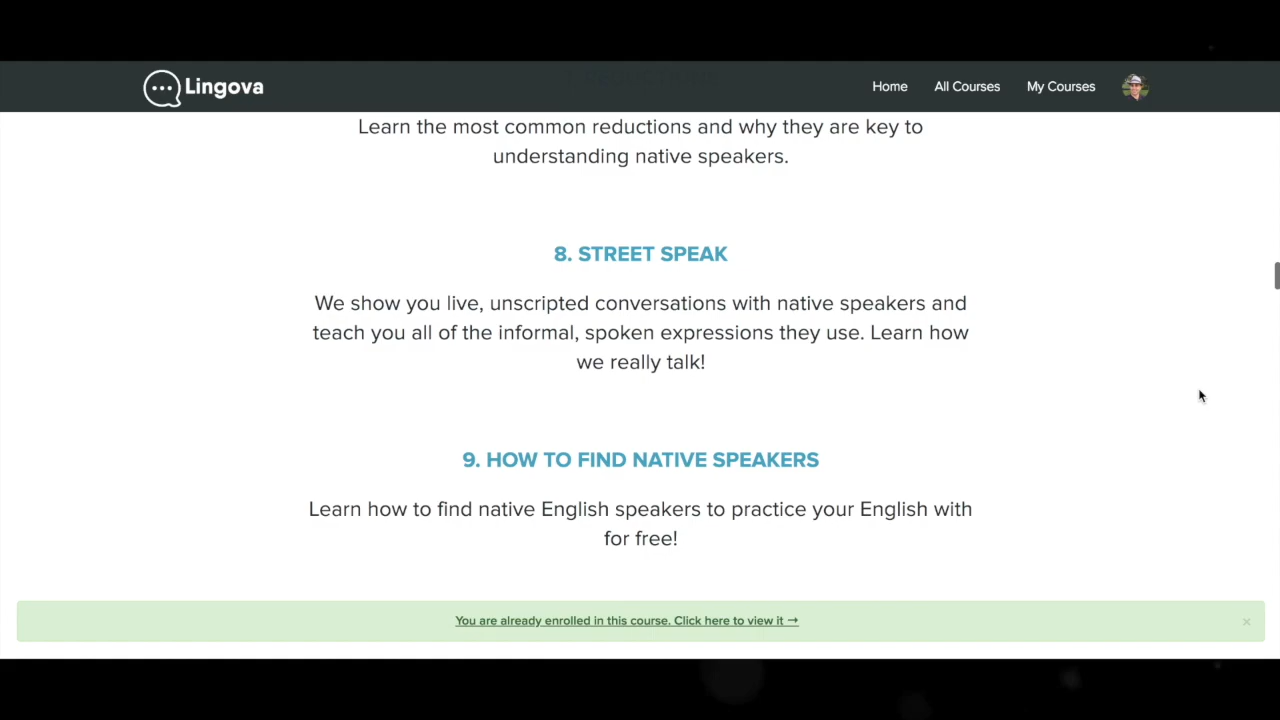 Lingova
Home
All Courses
My Courses
Learn the most common reductions and why they are key to
understanding native speakers.
8. STREET SPEAK
We show you live, unscripted conversations with native speakers and
teach you all of the informal, spoken expressions they use. Learn how
we really talk!
9. HOW TO FIND NATIVE SPEAKERS
Learn how to find native English speakers to practice your English with
for free!
You are already enrolled in this course. Click here to view it →
×